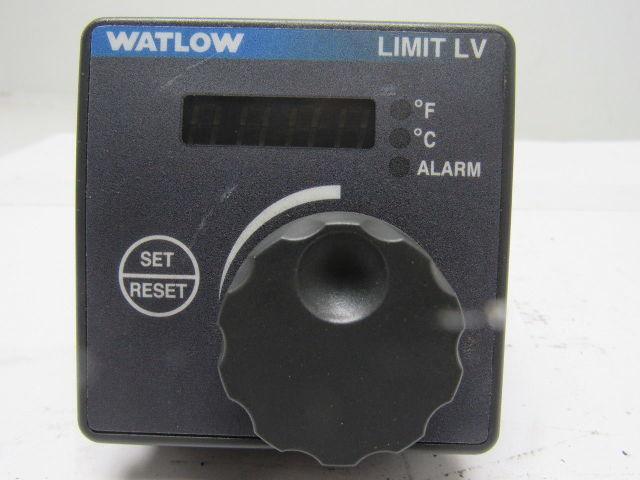 WATLOW LIMIT LV
°F
°C
ALARM
SET
RESET